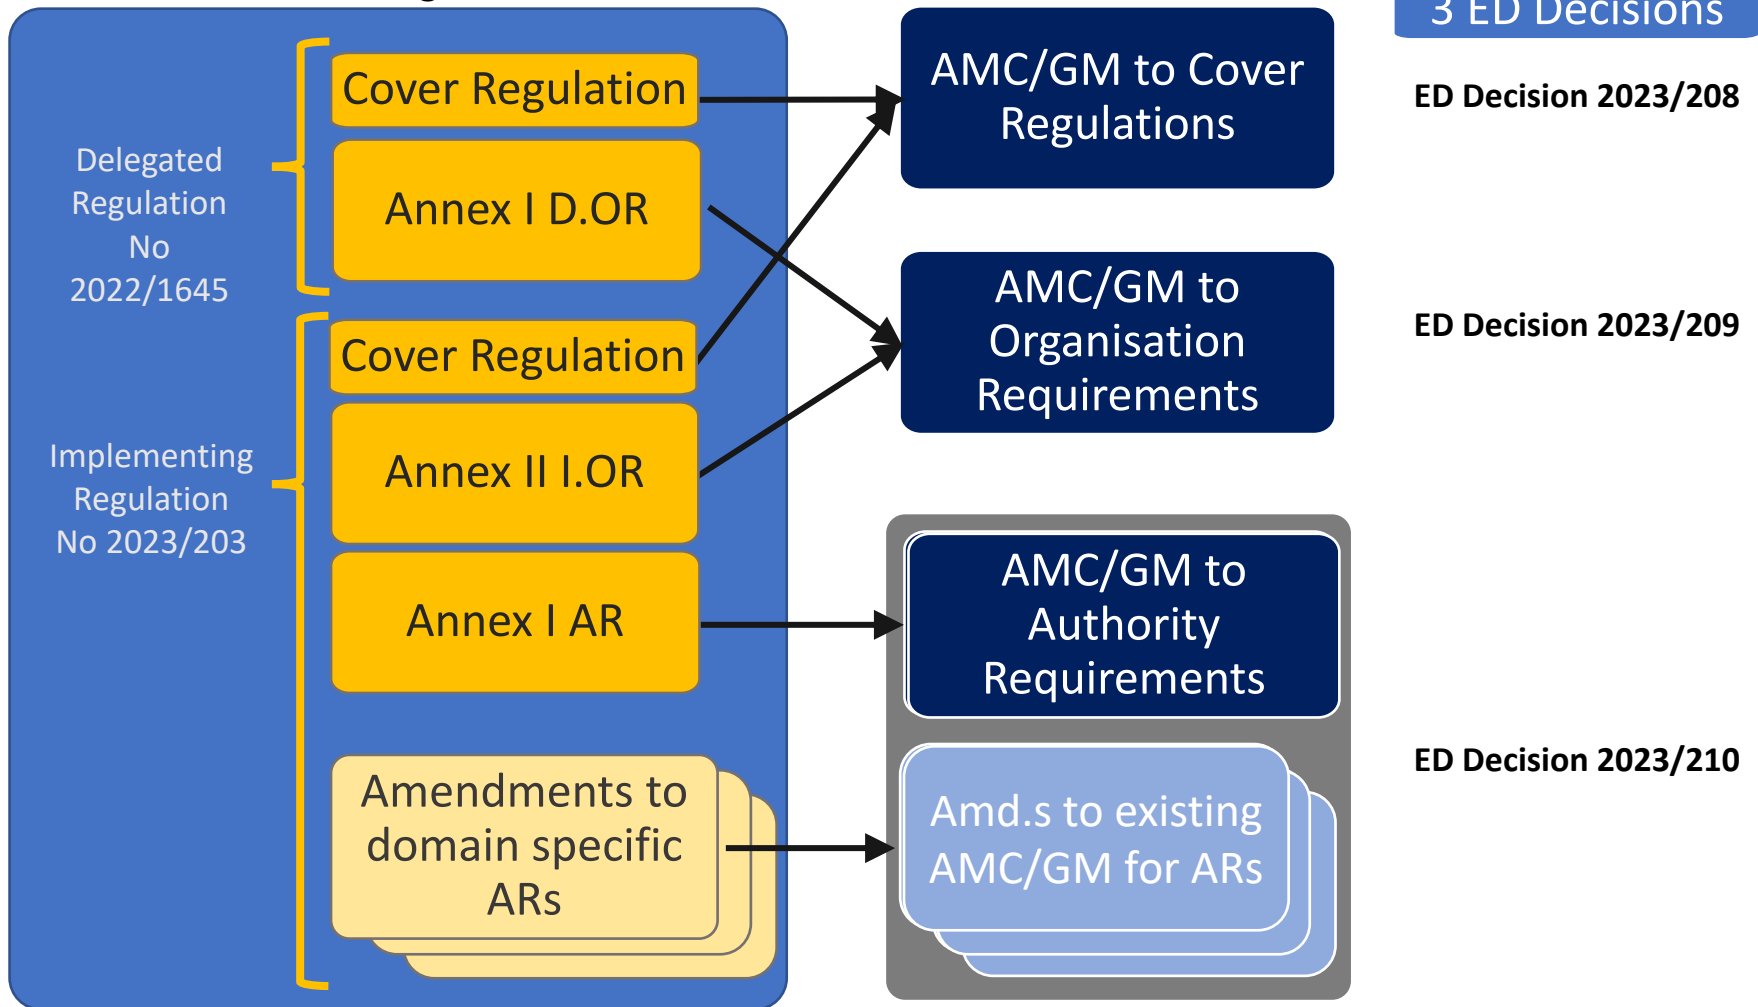 3 ED Decisions
Delegated
Regulation
No
2022/1645
Cover Regulation
Annex I D.OR
Implementing
Regulation
No 2023/203
Cover Regulation
Annex II I.OR
Annex I AR
Amendments to
domain specific
ARs
AMC/GM to Cover
Regulations
AMC/GM to
Organisation
Requirements
AMC/GM to
Authority
Requirements
Amd.s to existing
AMC/GM for ARs
ED Decision 2023/208
ED Decision 2023/209
ED Decision 2023/210